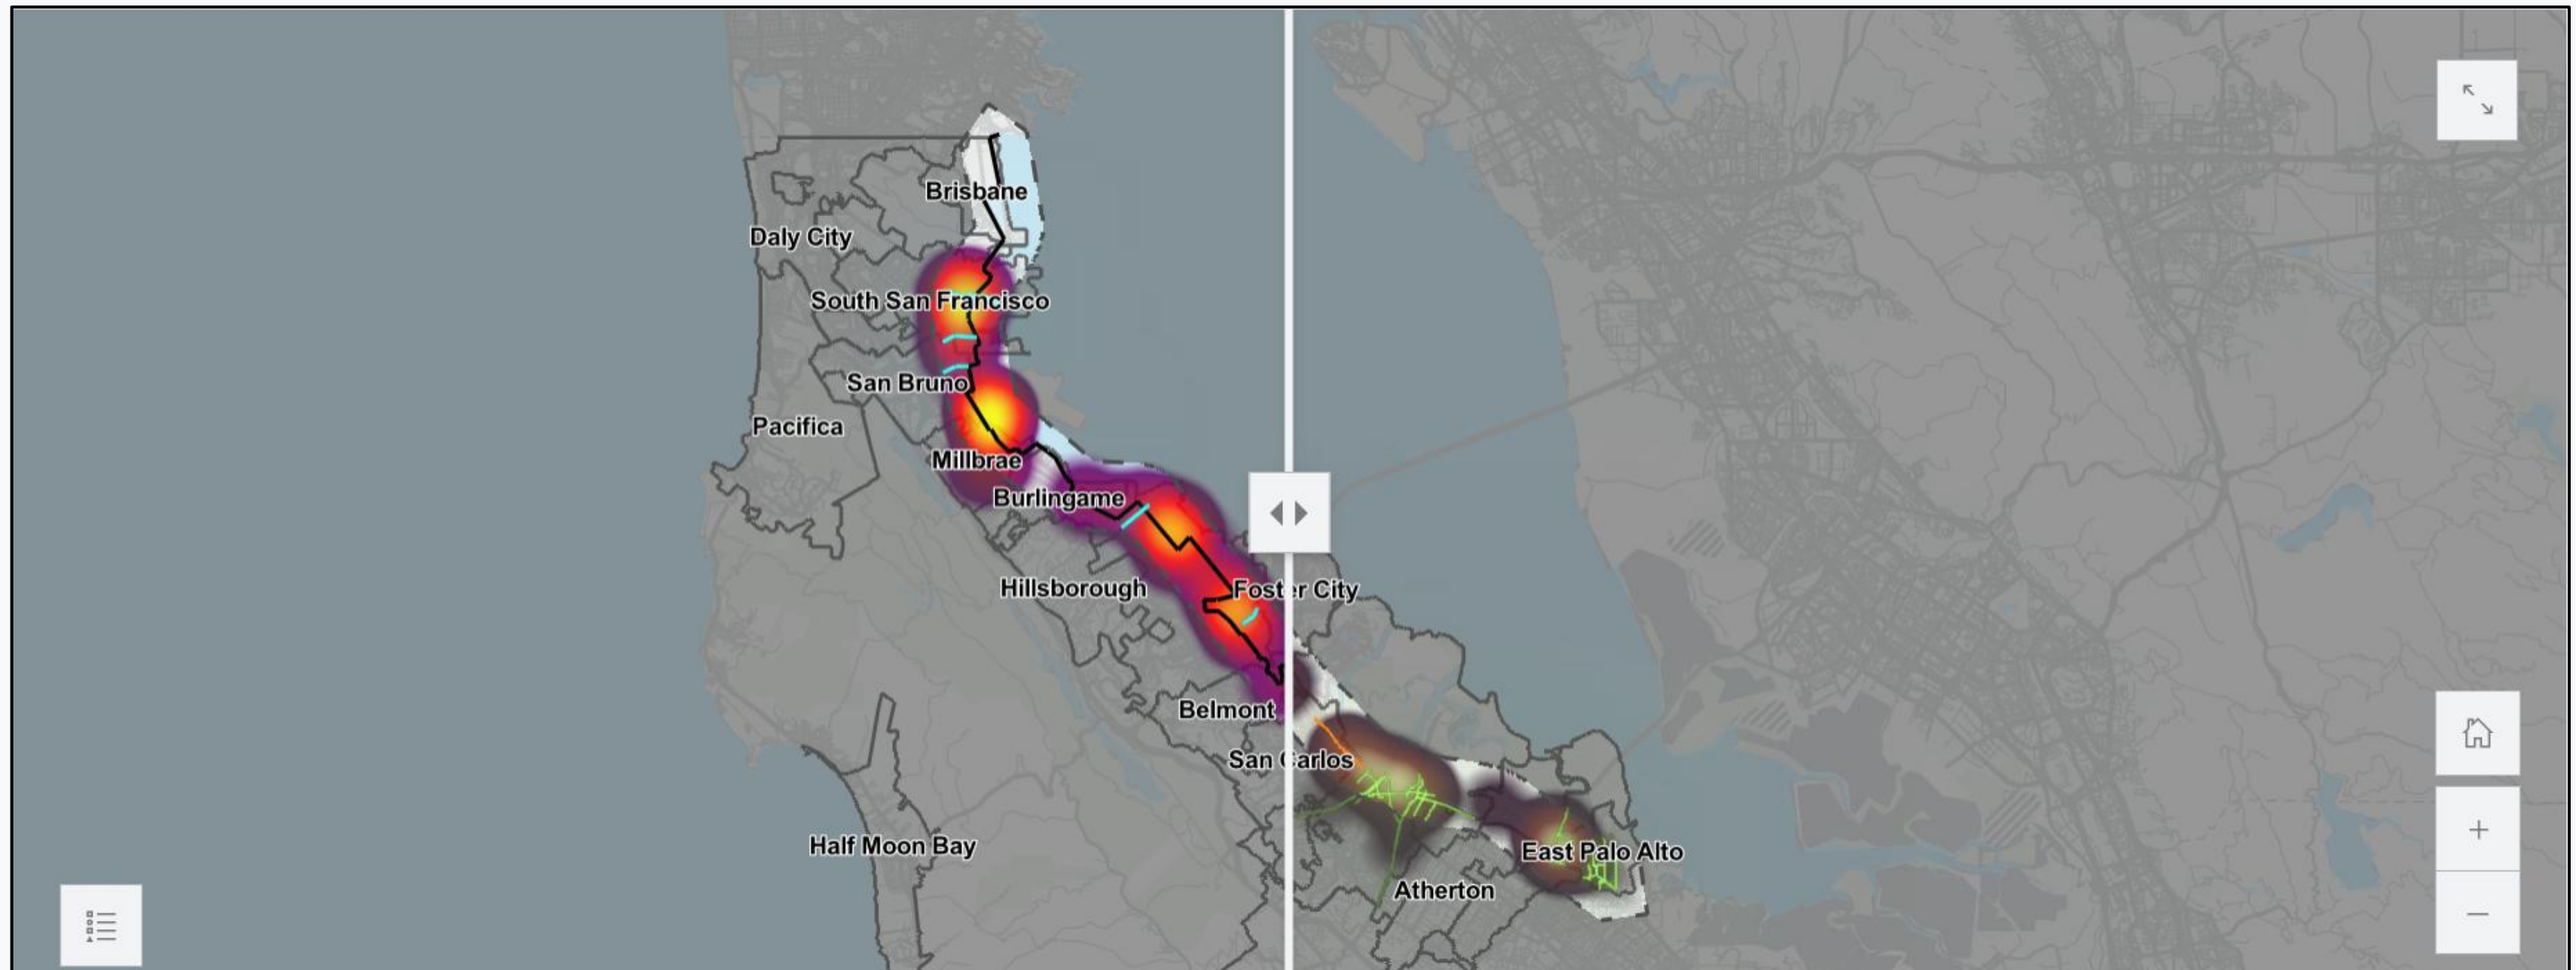 Brisbane
Daly City
South San Francisco
San Bruno
Pacifica
Millbrae
Burlingame
Hillsborough
Foster City
Belmont
San Carlos
Half Moon Bay
East Palo Alto
Atherton